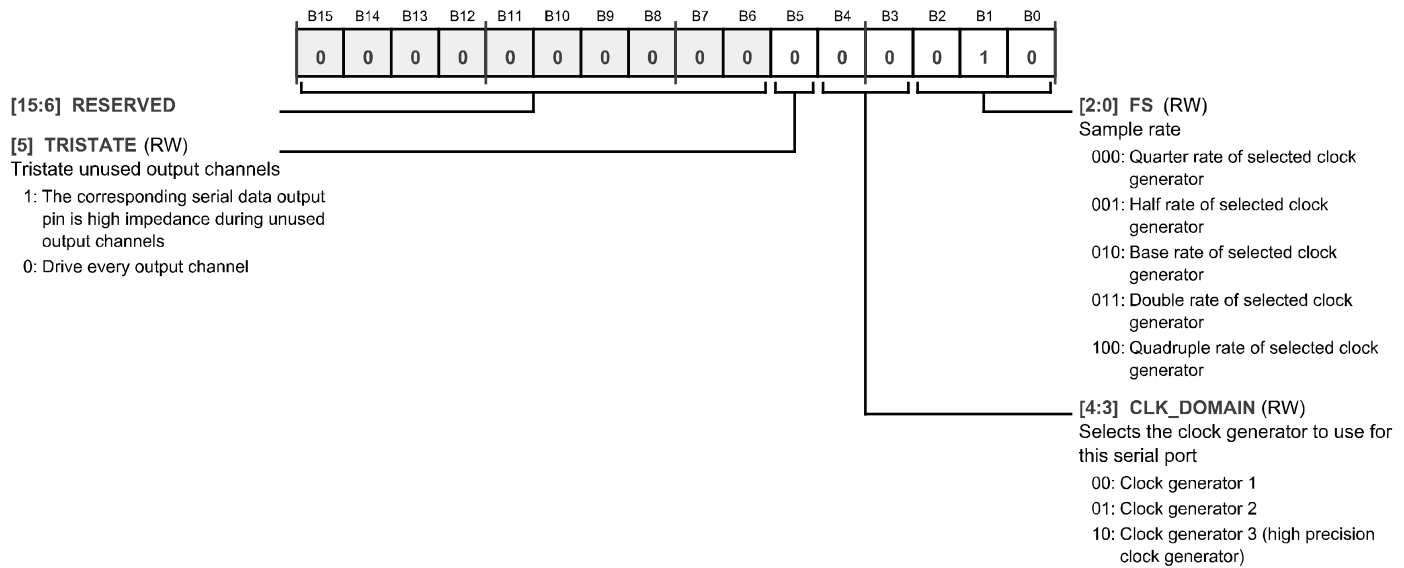 B15 B14 B13 B12 B11 B10 B9 B8 B7 B6 B5 B4 B3 B2 B1 B0
0 0 0 0 0 0 0 0 0 0 0 0 0 0 1 0
[15:6] RESERVED
[5] TRISTATE (RW)
Tristate unused output channels
1: The corresponding serial data output
pin is high impedance during unused
output channels
0: Drive every output channel
[2:0] FS (RW)
Sample rate
000: Quarter rate of selected clock
generator
001: Half rate of selected clock
generator
010: Base rate of selected clock
generator
011: Double rate of selected clock
generator
100: Quadruple rate of selected clock
generator
[4:3] CLK_DOMAIN (RW)
Selects the clock generator to use for
this serial port
00: Clock generator 1
01: Clock generator 2
10: Clock generator 3 (high precision
clock generator)